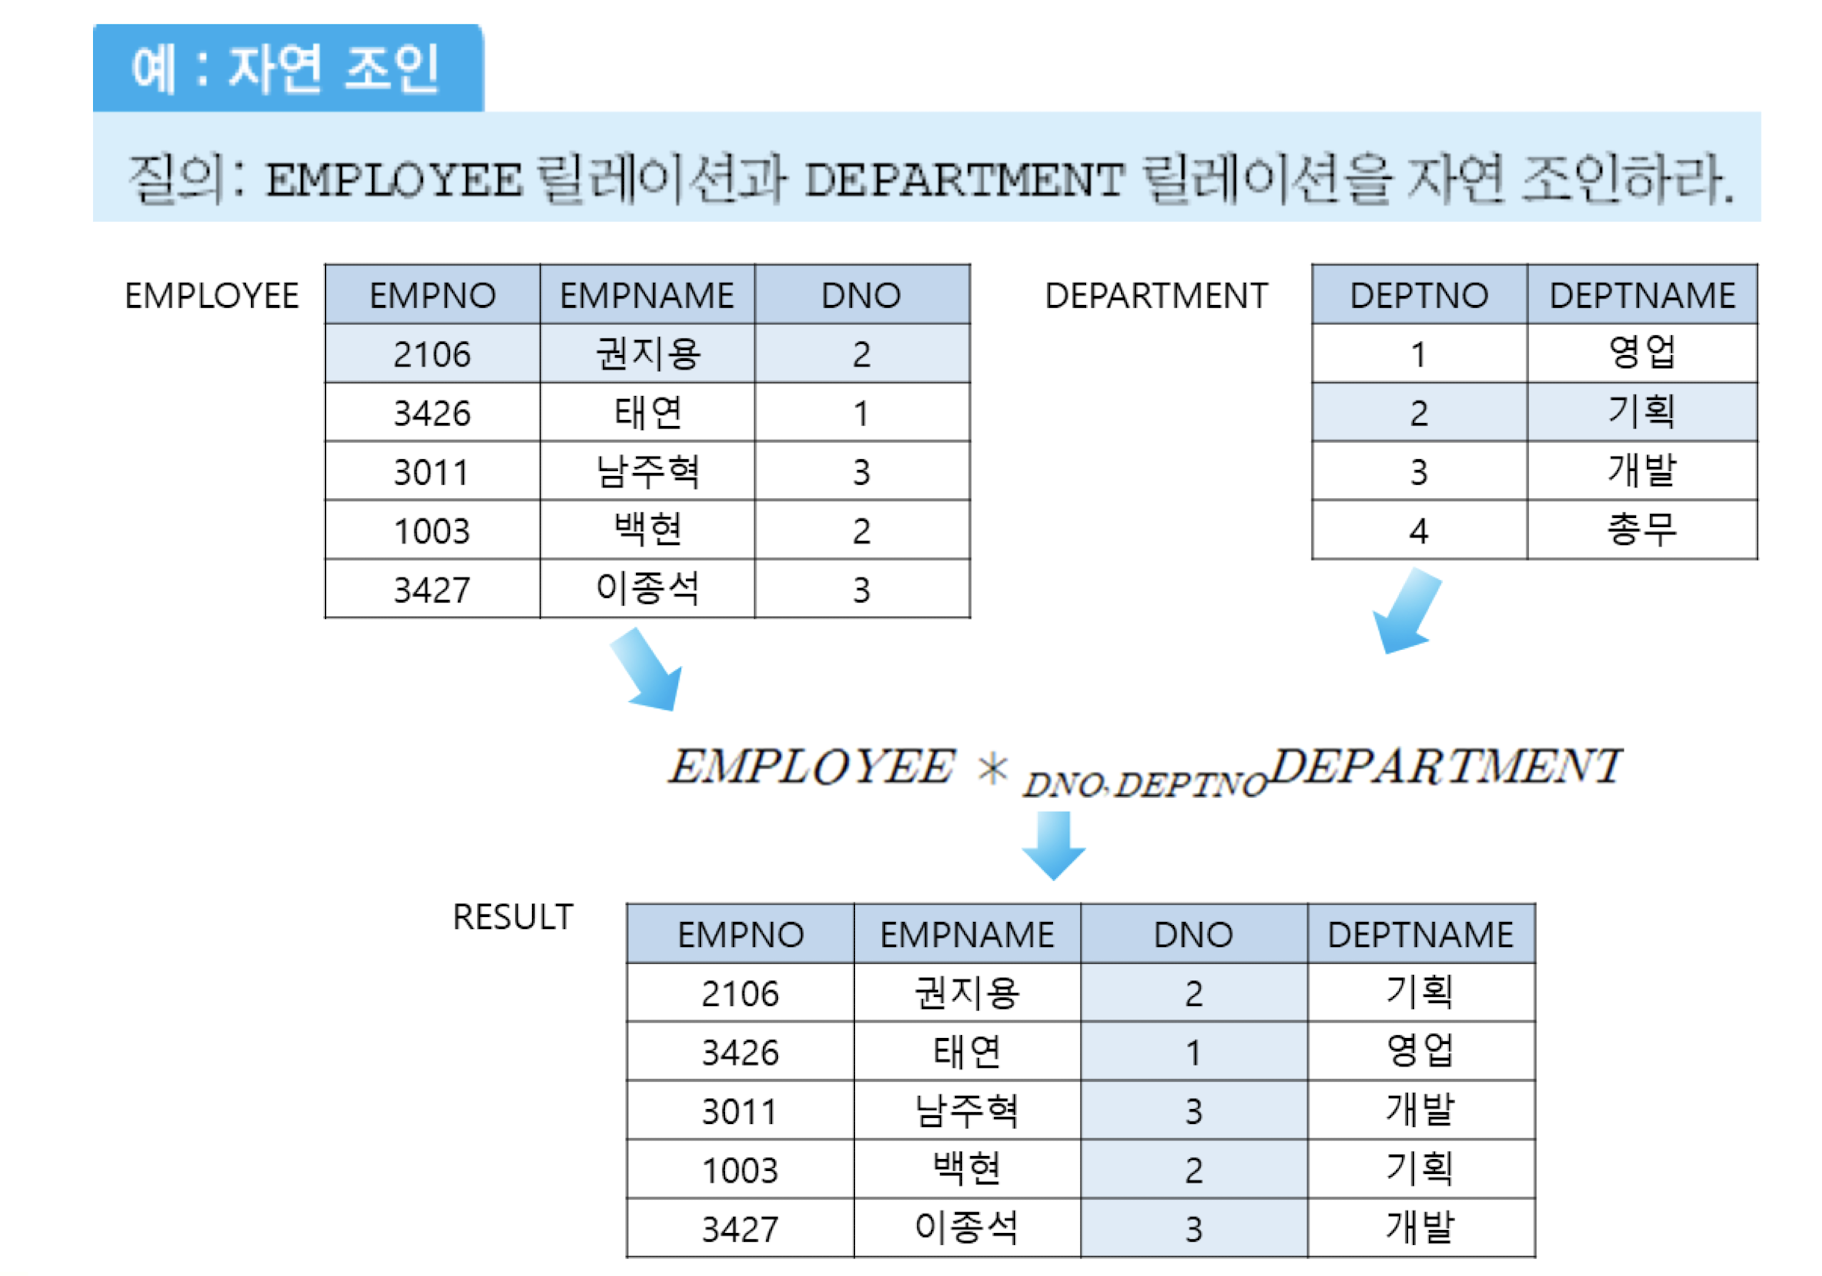 예 : 자연 조인
질의: EMPLOYEE 릴레이션과 DEPARTMENT 릴레이션을 자연 조인하라.
EMPLOYEE
EMPNO EMPNAME DNO
2106 권지용 2
3426 태연 1
3011 남주혁 3
1003 백현 2
3427 이종석 3
DEPARTMENT
DEPTNO DEPTNAME
1 영업
2 기획
3 개발
4 총무
EMPLOYEE * DNO,DEPTNO DEPARTMENT
RESULT
EMPNO EMPNAME DNO DEPTNAME
2106 권지용 2 기획
3426 태연 1 영업
3011 남주혁 3 개발
1003 백현 2 기획
3427 이종석 3 개발